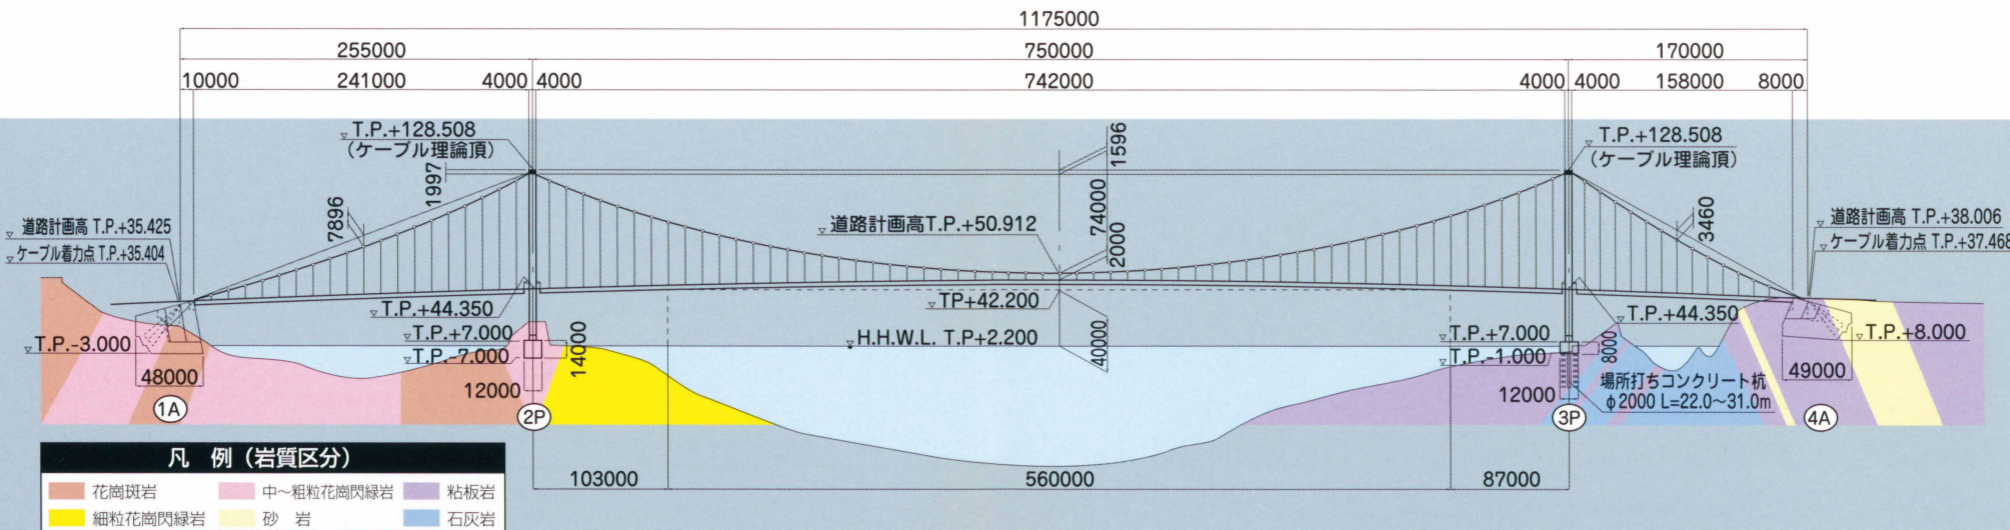 1175000
255000 750000 170000
10000 241000 4000 4000 742000 4000 4000 158000 8000
T.P.+128.508
(ケーブル理論頂)
1997
7896
1596
74000
2000
T.P.+128.508
(ケーブル理論頂)
3460
道路計画高 T.P.+35.425
ケーブル着力点 T.P.+35.404
道路計画高T.P.+50.912
道路計画高 T.P.+38.006
ケーブル着力点 T.P.+37.468
T.P.+44.350
TP+42.200
T.P.+44.350
T.P.-3.000
T.P.+7.000
T.P.-7.000
14000
H.H.W.L. T.P+2.200
40000
T.P.+7.000
T.P.-1.000
8000
T.P.+8.000
48000
12000
12000
場所打ちコンクリート杭
φ2000 L=22.0~31.0m
49000
1A 2P 3P 4A
103000 560000 87000
凡 例(岩質区分)
花崗斑岩 中~粗粒花崗閃緑岩 粘板岩
細粒花崗閃緑岩 砂 岩 石灰岩